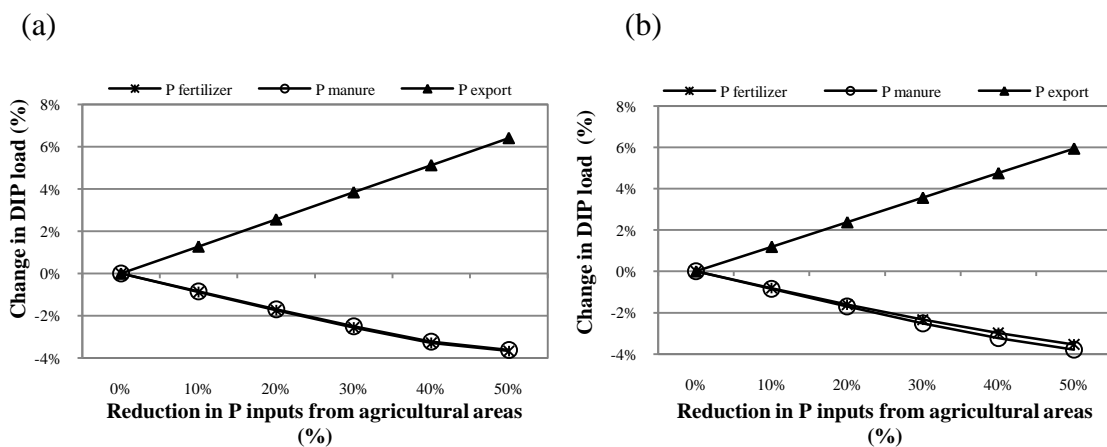 (a)
P fertilizer P manure P export
8%
6%
4%
2%
0%
-2%
-4%
Change in DIP load (%)
0% 10% 20% 30% 40% 50%
Reduction in P inputs from agricultural areas
(%)
(b)
P fertilizer P manure P export
8%
6%
4%
2%
0%
-2%
-4%
Change in DIP load (%)
0% 10% 20% 30% 40% 50%
Reduction in P inputs from agricultural areas
(%)